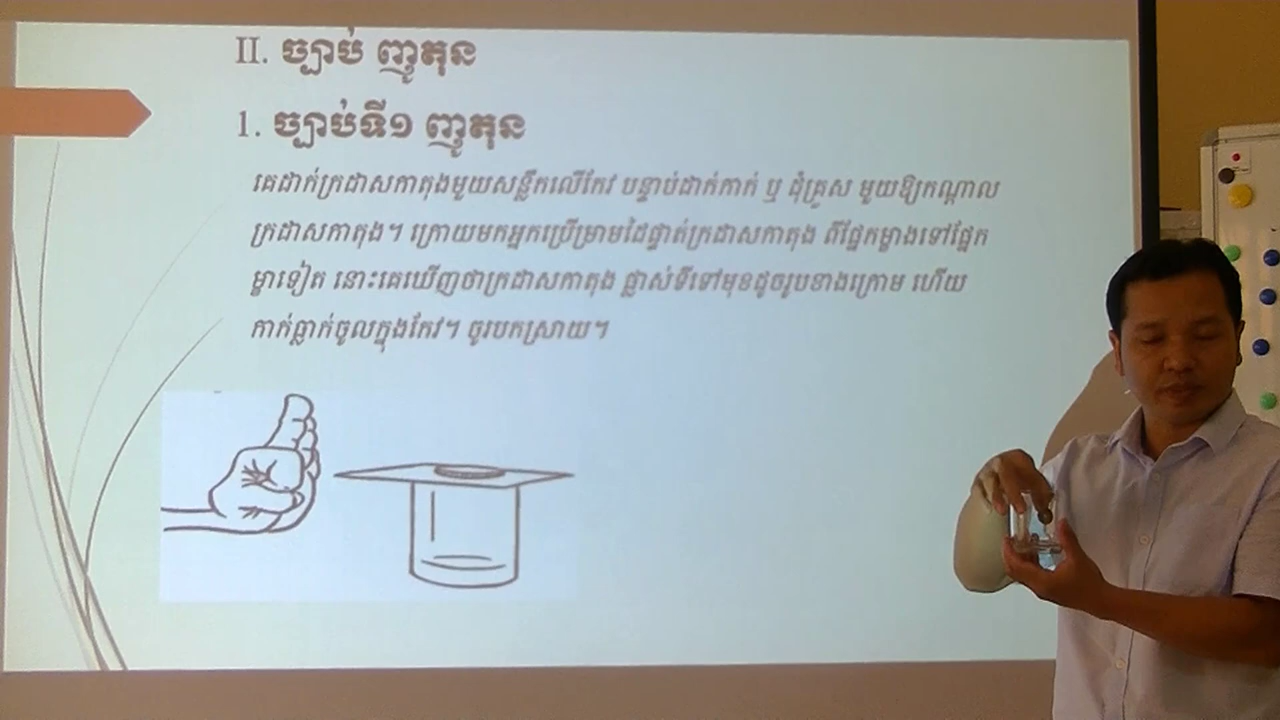 II. ច្បាប់ ញូតុន
1. ច្បាប់ទី១ ញូតុន
គេដាក់ក្រដាសកាតុងមួយសន្លឹកលើកែវ បន្ទាប់ដាក់កាក់ ឬ ដុំគ្រួស មួយឱ្យកណ្តាល
ក្រដាសកាតុង។ ក្រោយមកអ្នកប្រើម្រាមដៃផ្ទាត់ក្រដាសកាតុង ពីផ្នែកម្ខាងទៅផ្នែក
ម្ខាទៀត នោះគេឃើញថាក្រដាសកាតុង ផ្លាស់ទីទៅមុខដូចរូបខាងក្រោម ហើយ
កាក់ធ្លាក់ចូលក្នុងកែវ។ ចូរបកស្រាយ។